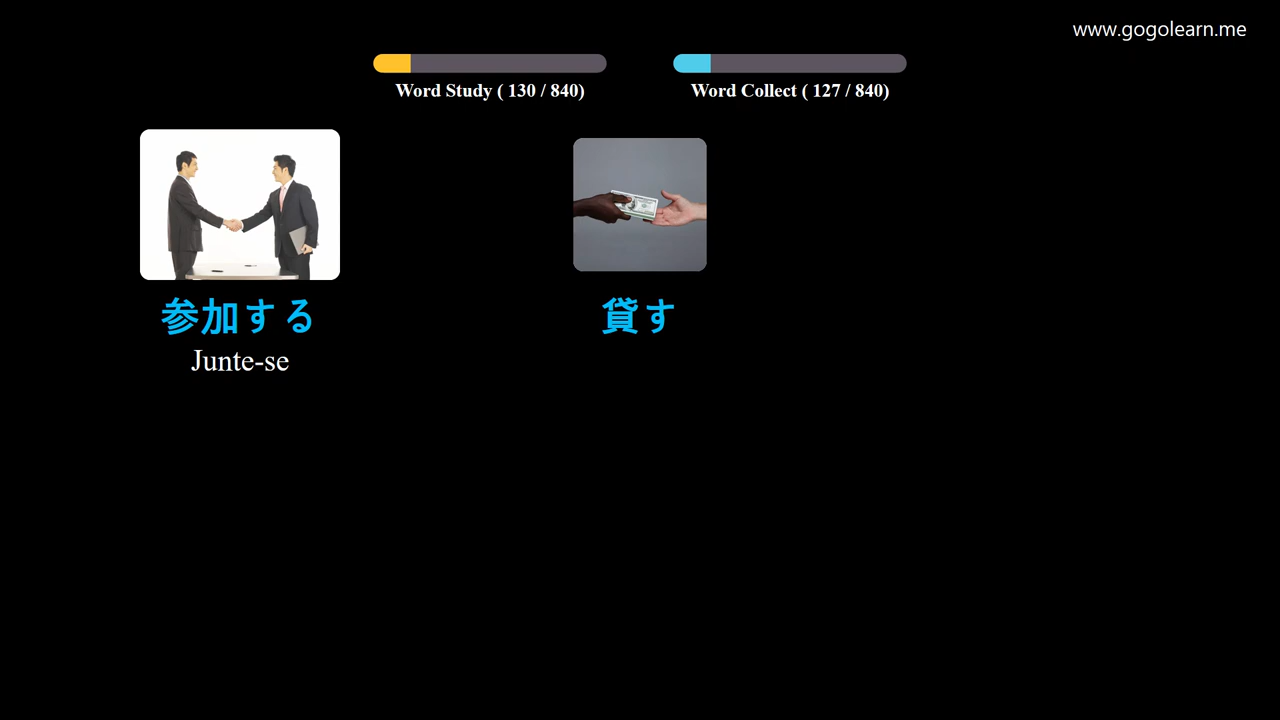 www.gogolearn.me
Word Study ( 130 / 840)
Word Collect ( 127 / 840)
参加する
Junte-se
貸す